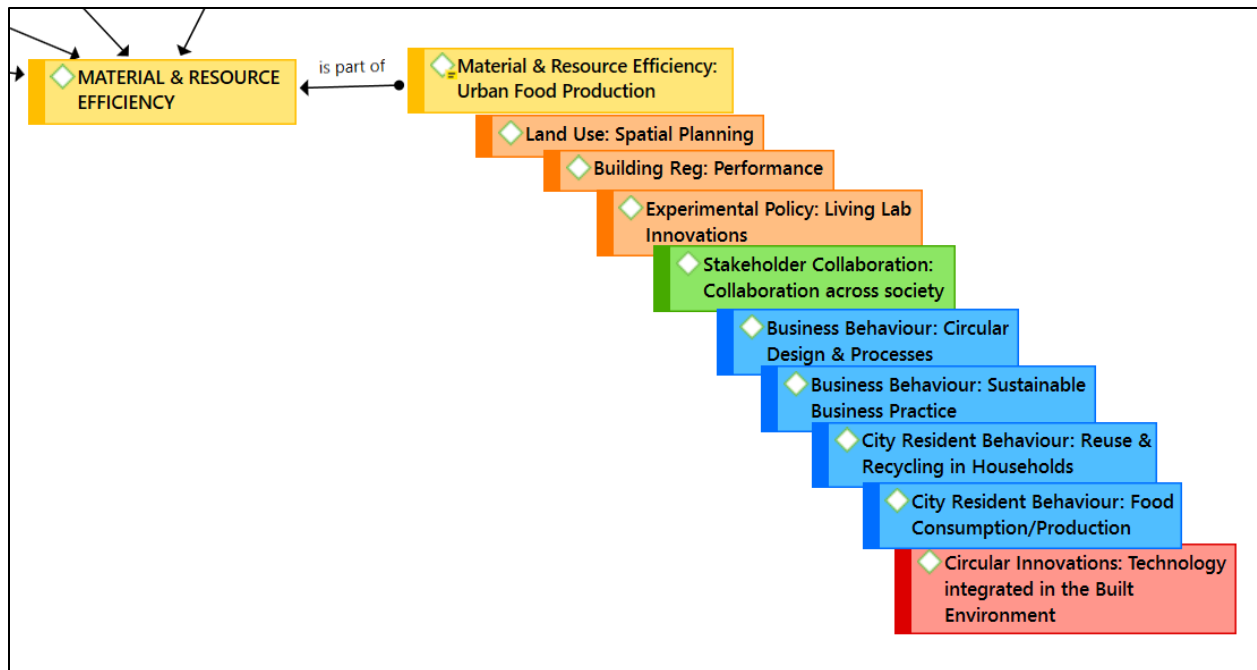 MATERIAL & RESOURCE
EFFICIENCY
is part of
Material & Resource Efficiency:
Urban Food Production
Land Use: Spatial Planning
Building Reg: Performance
Experimental Policy: Living Lab
Innovations
Stakeholder Collaboration:
Collaboration across society
Business Behaviour: Circular
Design & Processes
Business Behaviour: Sustainable
Business Practice
City Resident Behaviour: Reuse &
Recycling in Households
City Resident Behaviour: Food
Consumption/Production
Circular Innovations: Technology
integrated in the Built
Environment